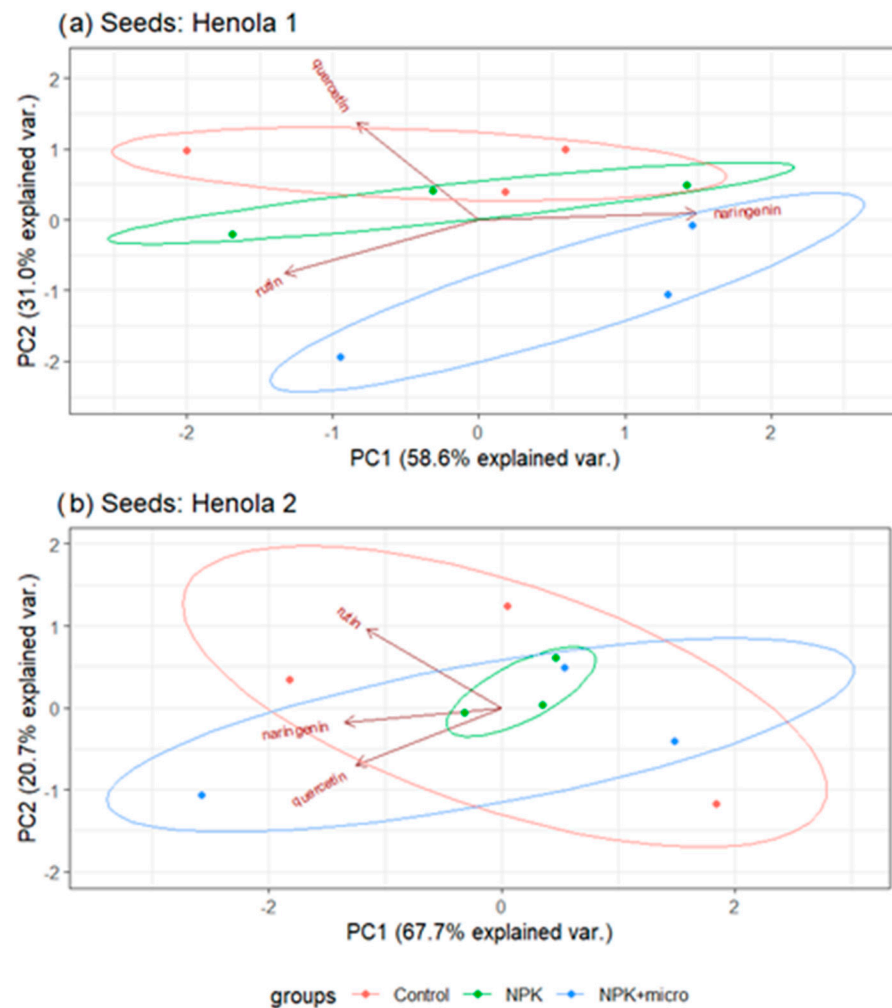 (a) Seeds: Henola 1
2
1
0
-1
-2
PC2 (31.0% explained var.)
quercetin
naringenin
rutin
-2
-1
0
1
2
PC1 (58.6% explained var.)
(b) Seeds: Henola 2
2
1
0
-1
-2
PC2 (20.7% explained var.)
rutin
naringenin
quercetin
-2
0
2
PC1 (67.7% explained var.)
groups Control NPK NPK+micro